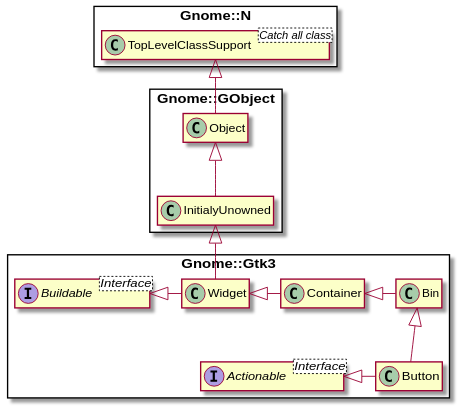 Gnome::N
Catch all class
C TopLevelClassSupport
Gnome::GObject
C Object
C InitialyUnowned
Gnome::Gtk3
Interface
I Buildable
C Widget
C Container
C Bin
Interface
I Actionable
C Button